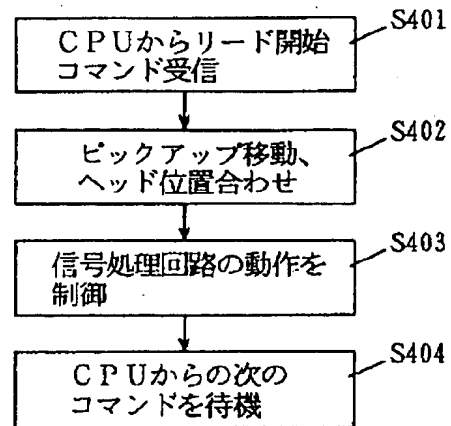 CPUからリード開始
コマンド受信
S401
ピックアップ移動、
ヘッド位置合わせ
S402
信号処理回路の動作を
制御
S403
CPUからの次の
コマンドを待機
S404